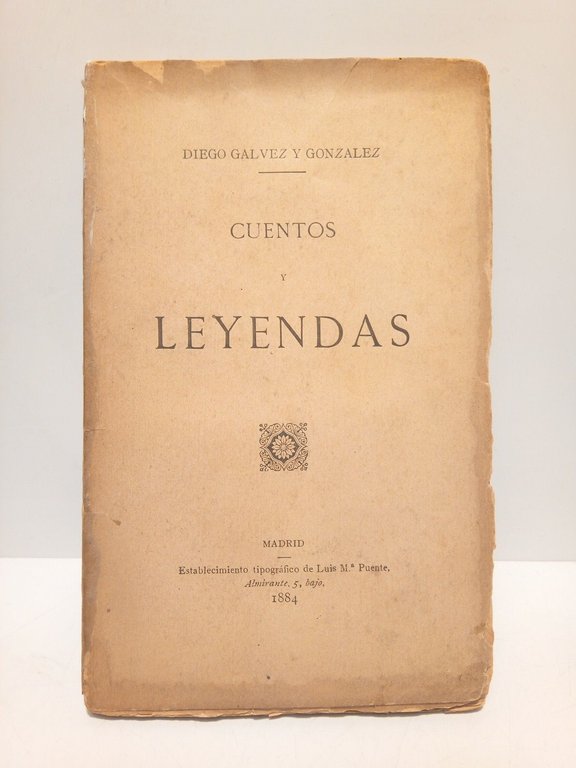 DIEGO GALVEZ Y GONZALEZ
CUENTOS
Y
LEYENDAS
MADRID
Establecimiento tipográfico de Luis M.ª Puente,
Almirante, 5, bajo.
1884